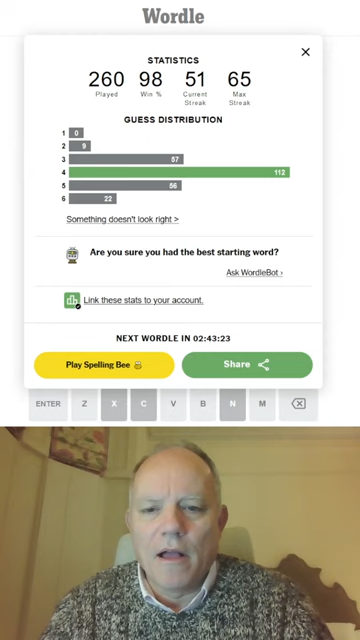 Wordle
STATISTICS
260 98 51 65
Played Win % Current Streak Max Streak
GUESS DISTRIBUTION
1 0
2 9
3 57
4 112
5 56
6 22
Something doesn't look right >
Are you sure you had the best starting word?
Ask WordleBot ›
Link these stats to your account.
NEXT WORDLE IN 02:43:23
Play Spelling Bee Share
ENTER Z X C V B N M